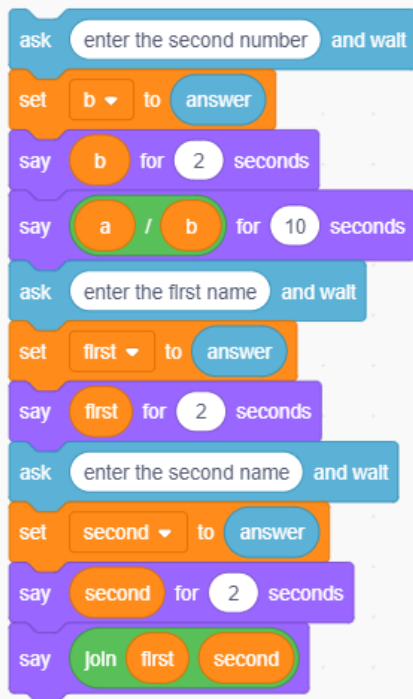 ask enter the second number and wait
set b to answer
say b for 2 seconds
say a / b for 10 seconds
ask enter the first name and wait
set first to answer
say first for 2 seconds
ask enter the second name and wait
set second to answer
say second for 2 seconds
say join first second